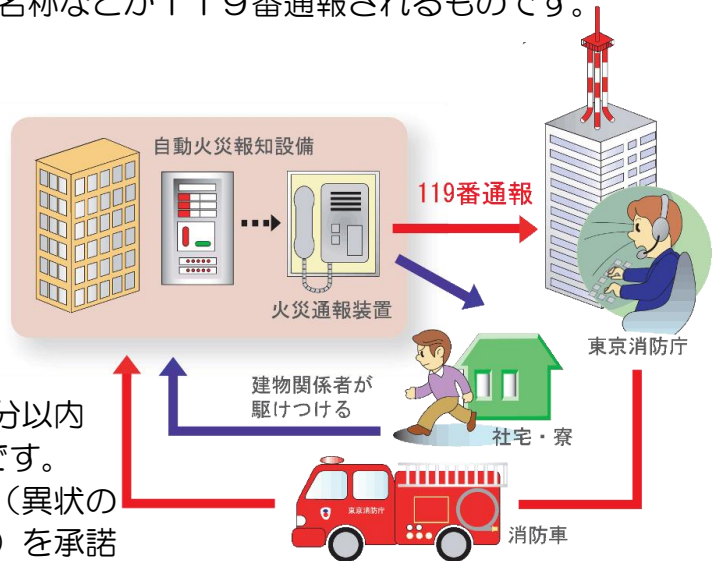 名称などが119番通報されるものです。
自動火災報知設備
119番通報
火災通報装置
東京消防庁
建物関係者が
駆けつける
社宅・寮
分以内
です。
（異状の
）を承諾
東京消防庁
消防車